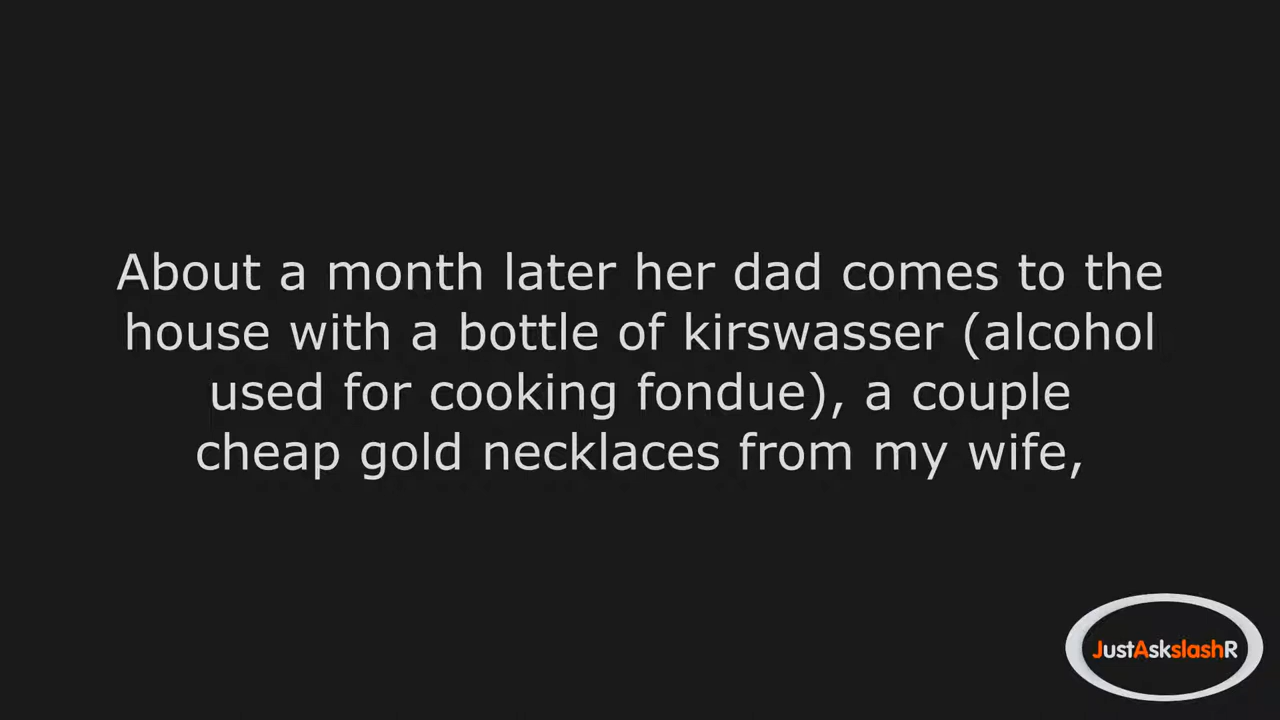 About a month later her dad comes to the
house with a bottle of kirswasser (alcohol
used for cooking fondue), a couple
cheap gold necklaces from my wife,
JustAskslashR